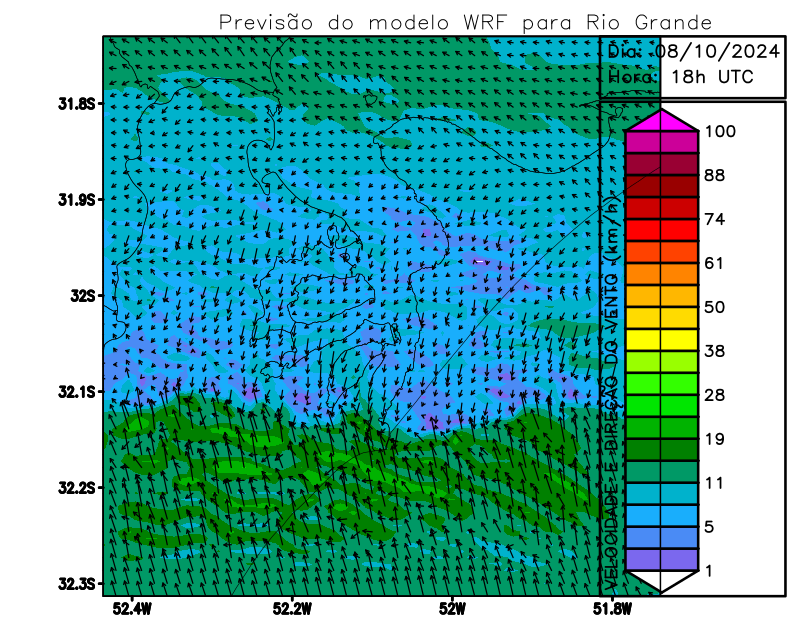 Previsão do modelo WRF para Rio Grande
Dia: 08/10/2024
Hora: 18h UTC
31.8S
31.9S
32S
32.1S
32.2S
32.3S
52.4W
52.2W
52W
51.8W
VELOCIDADE E DIREÇÃO DO VENTO (km/h)
100
88
74
61
50
38
28
19
11
5
1